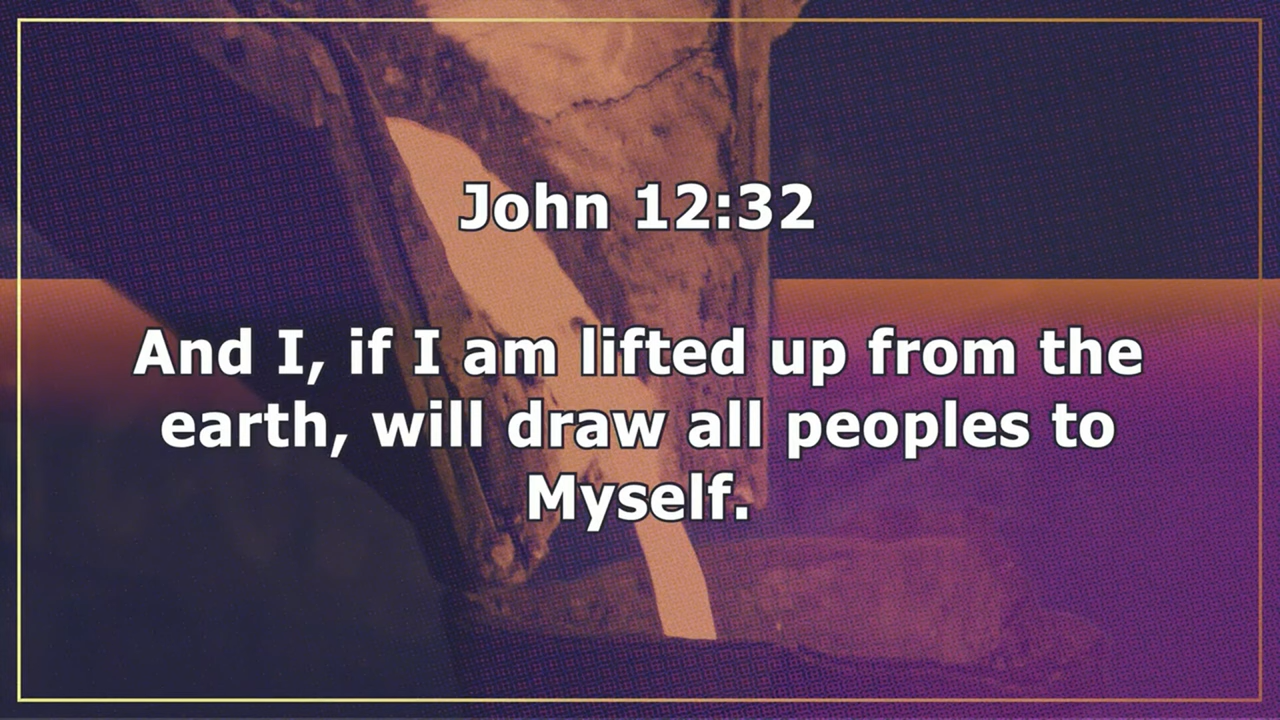 John 12:32
And I, if I am lifted up from the
earth, will draw all peoples to
Myself.